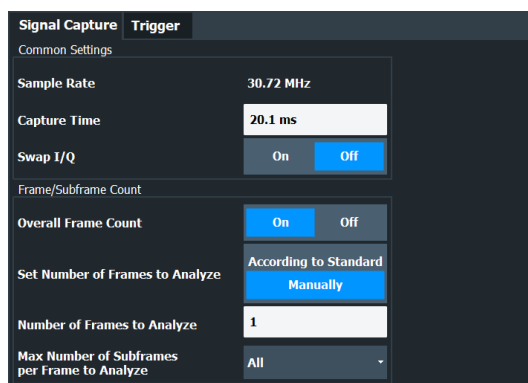 Signal Capture Trigger
Common Settings
Sample Rate 30.72 MHz
Capture Time 20.1 ms
Swap I/Q On Off
Frame/Subframe Count
Overall Frame Count On Off
Set Number of Frames to Analyze According to Standard
Manually
Number of Frames to Analyze 1
Max Number of Subframes
per Frame to Analyze All